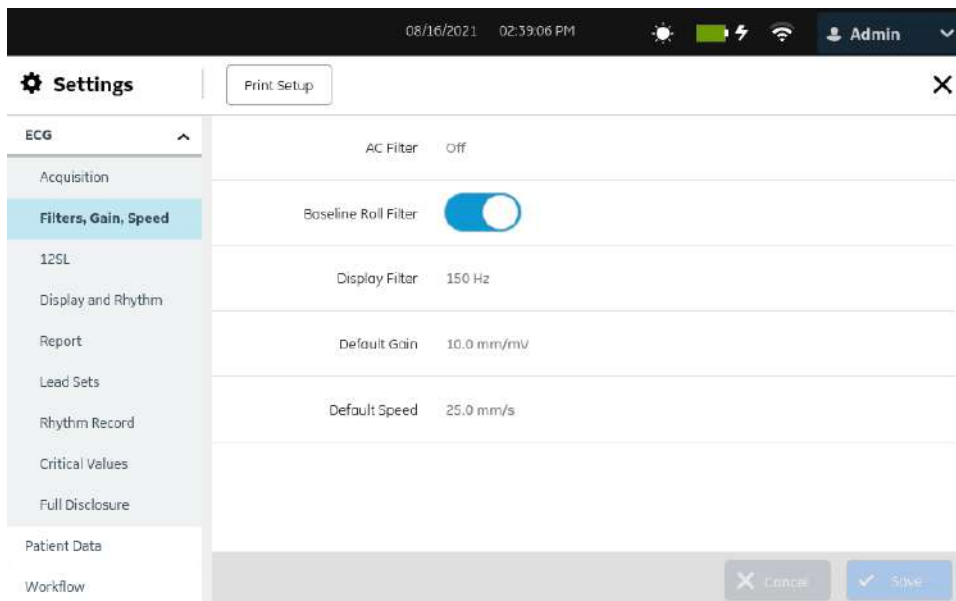 08/16/2021 02:39:06 PM Admin
Settings Print Setup
ECG
Acquisition
Filters, Gain, Speed
12SL
Display and Rhythm
Report
Lead Sets
Rhythm Record
Critical Values
Full Disclosure
Patient Data
Workflow
AC Filter Off
Baseline Roll Filter
Display Filter 150 Hz
Default Gain 10.0 mm/mV
Default Speed 25.0 mm/s
Cancel Save